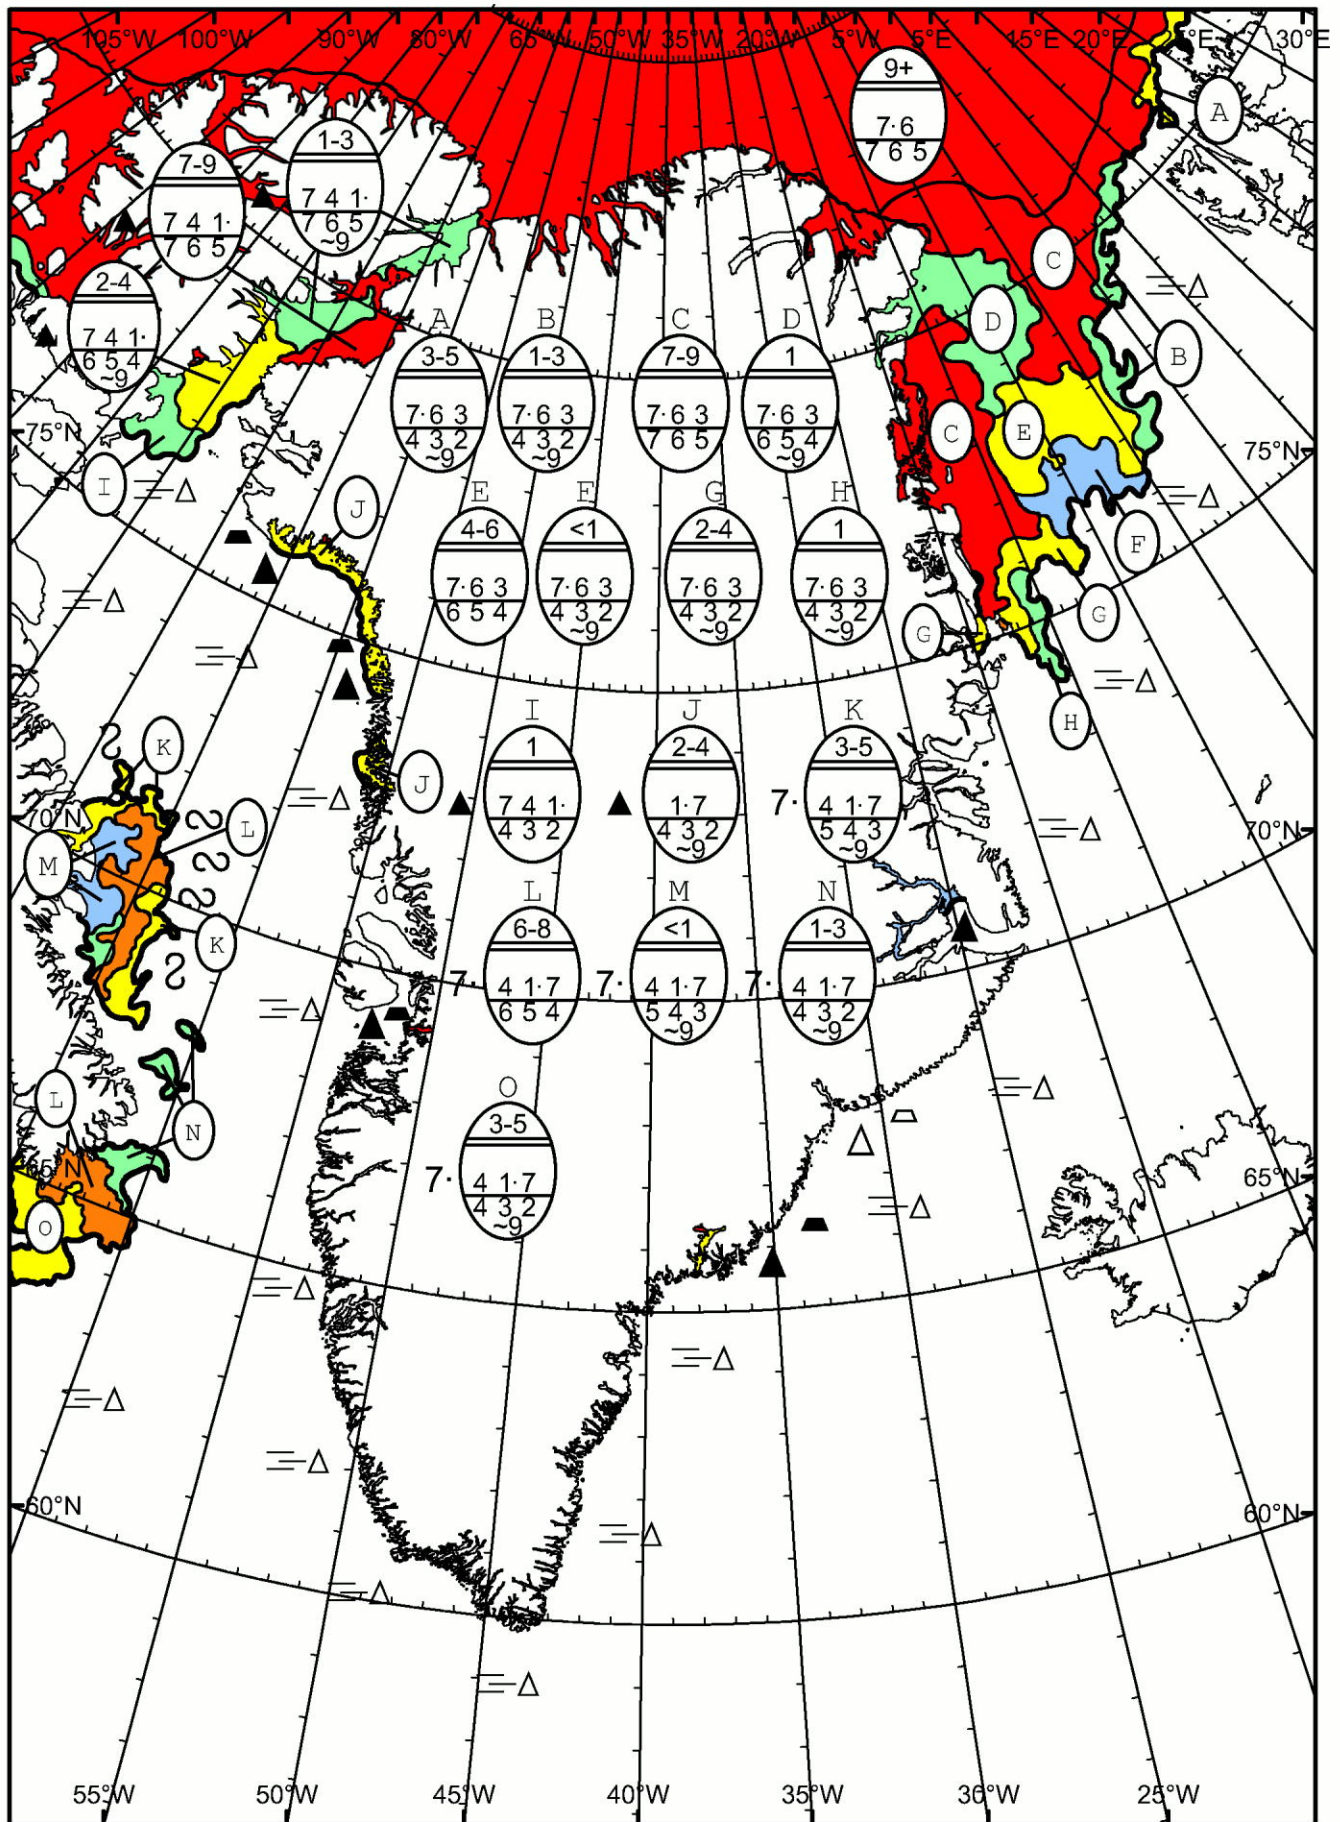 105°W 100°W 90°W 80°W 65°W 50°W 35°W 20°W 5°W 5°E 15°E 20°E 30°E
9+
7·6
7 6 5
A
1-3
7 4 1·
7 6 5
~9
7-9
7 4 1·
7 6 5
2-4
7 4 1·
6 5 4
~9
C
D
B
A B C D
3-5 1-3 7-9 1
7·6 3 7·6 3 7·6 3 7·6 3
4 3 2 4 3 2 7 6 5 6 5 4
~9 ~9 ~9
75°N C E 75°N
I J
E F G H
4-6 <1 2-4 1
7·6 3 7·6 3 7·6 3 7·6 3
6 5 4 4 3 2 4 3 2 4 3 2
~9 ~9 ~9
F
G
G
H
K
J
I J K
1 2-4 3-5
7 4 1· 1·7 7· 4 1·7
4 3 2 4 3 2 5 4 3
~9 ~9
70°N L 70°N
M
K
L M N
6-8 <1 1-3
7· 4 1·7 7· 4 1·7 7· 4 1·7
6 5 4 5 4 3 4 3 2
~9 ~9
L
N
O
3-5
7· 4 1·7
4 3 2
~9
65°N 65°N
O
60°N 60°N
55°W 50°W 45°W 40°W 35°W 30°W 25°W